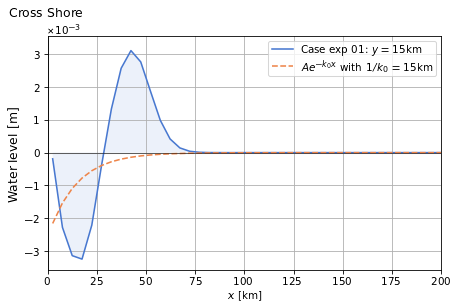 Cross Shore
×10⁻³
Case exp 01: y = 15km
Ae^{-k₀x} with 1/k₀ = 15km
3
2
1
0
−1
−2
−3
Water level [m]
0 25 50 75 100 125 150 175 200
x [km]